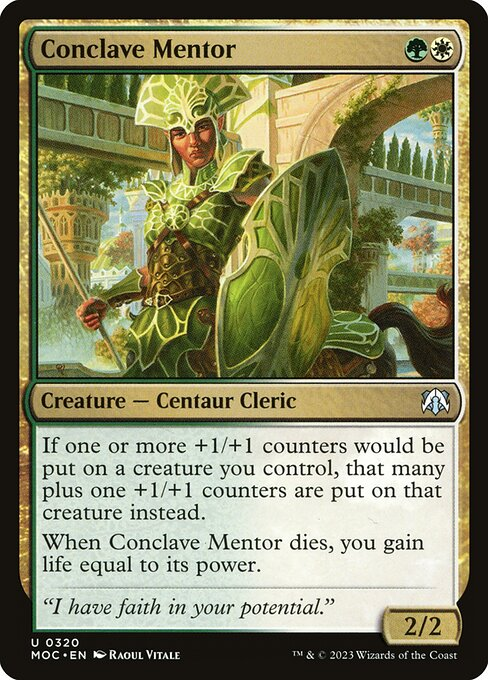 Conclave Mentor
Creature — Centaur Cleric
If one or more +1/+1 counters would be
put on a creature you control, that many
plus one +1/+1 counters are put on that
creature instead.
When Conclave Mentor dies, you gain
life equal to its power.
“I have faith in your potential.”
2/2
U 0320
MOC • EN Raoul Vitale
™ & © 2023 Wizards of the Coast